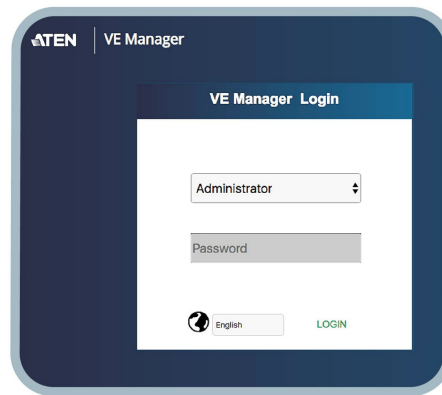 ATEN VE Manager
VE Manager Login
Administrator
Password
English LOGIN